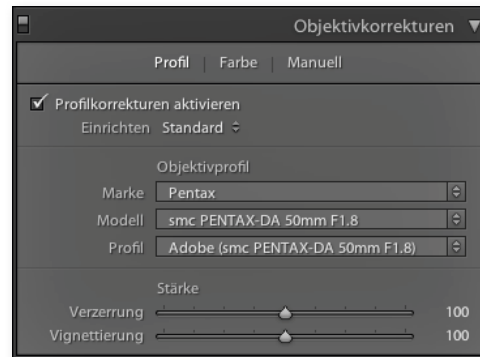 Objektivkorrekturen
Profil | Farbe | Manuell
Profilkorrekturen aktivieren
Einrichten Standard
Objektivprofil
Marke Pentax
Modell smc PENTAX-DA 50mm F1.8
Profil Adobe (smc PENTAX-DA 50mm F1.8)
Stärke
Verzerrung 100
Vignettierung 100